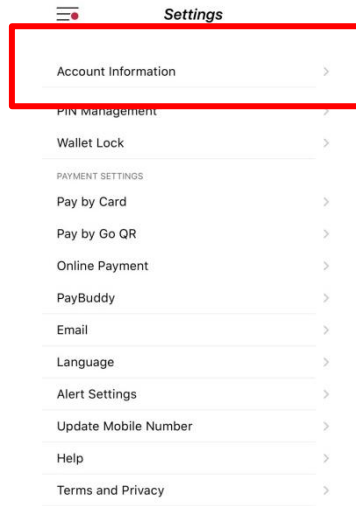 Settings
Account Information
PIN Management
Wallet Lock
PAYMENT SETTINGS
Pay by Card
Pay by Go QR
Online Payment
PayBuddy
Email
Language
Alert Settings
Update Mobile Number
Help
Terms and Privacy